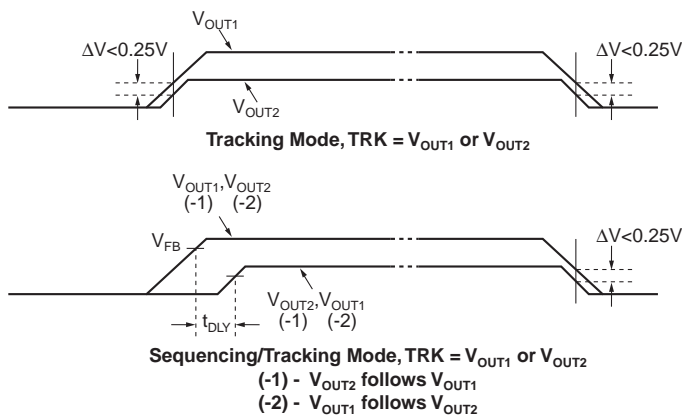 V_OUT1
ΔV<0.25V
ΔV<0.25V
V_OUT2
Tracking Mode, TRK = V_OUT1 or V_OUT2
V_OUT1,V_OUT2
(-1) (-2)
ΔV<0.25V
V_FB
V_OUT2,V_OUT1
(-1) (-2)
t_DLY
Sequencing/Tracking Mode, TRK = V_OUT1 or V_OUT2
(-1) - V_OUT2 follows V_OUT1
(-2) - V_OUT1 follows V_OUT2